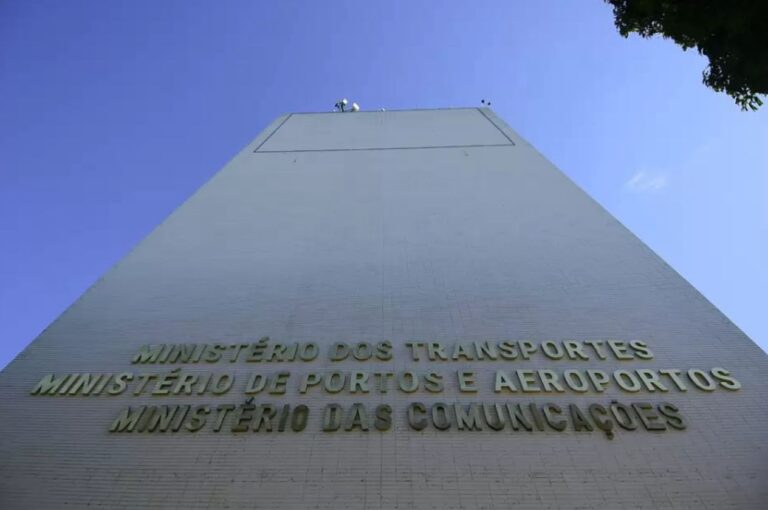 MINISTÉRIO DOS TRANSPORTES
MINISTÉRIO DE PORTOS E AEROPORTOS
MINISTÉRIO DAS COMUNICAÇÕES